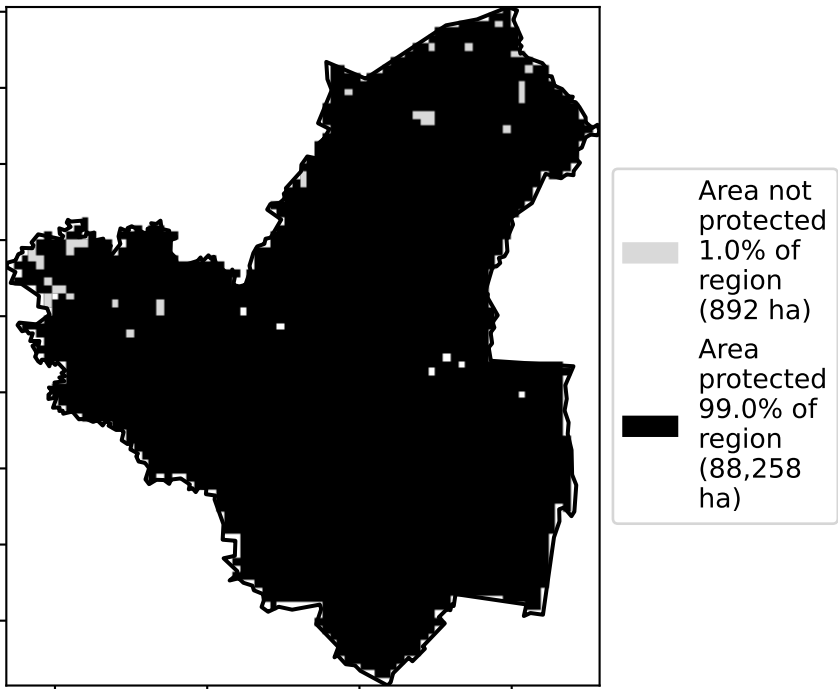 Area not
protected
1.0% of
region
(892 ha)
Area
protected
99.0% of
region
(88,258
ha)